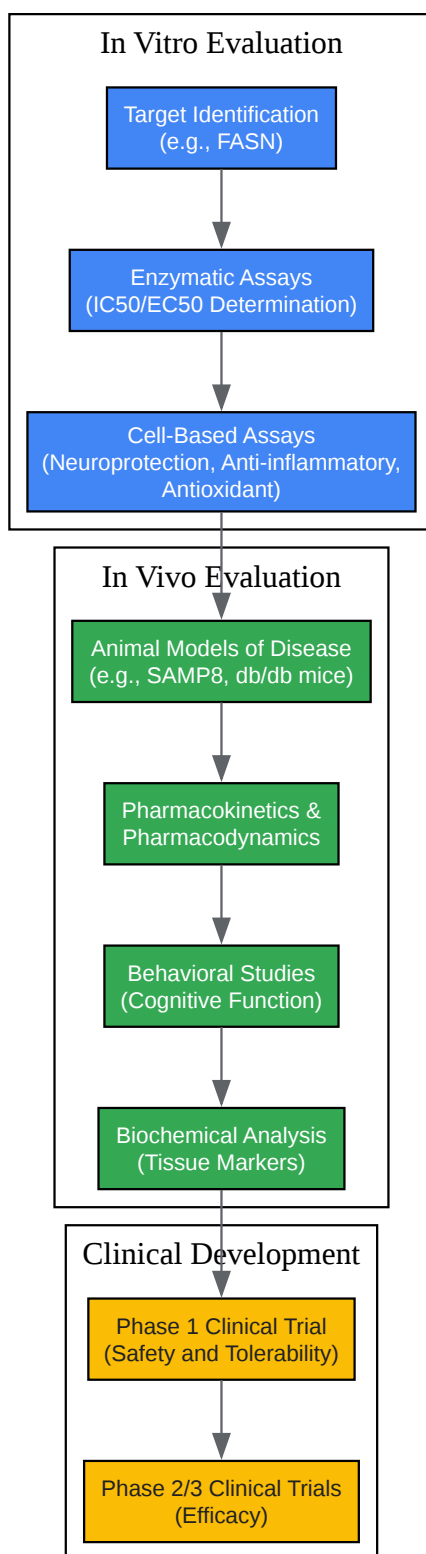 In Vitro Evaluation
Target Identification
(e.g., FASN)
Enzymatic Assays
(IC50/EC50 Determination)
Cell-Based Assays
(Neuroprotection, Anti-inflammatory,
Antioxidant)
In Vivo Evaluation
Animal Models of Disease
(e.g., SAMP8, db/db mice)
Pharmacokinetics &
Pharmacodynamics
Behavioral Studies
(Cognitive Function)
Biochemical Analysis
(Tissue Markers)
Clinical Development
Phase 1 Clinical Trial
(Safety and Tolerability)
Phase 2/3 Clinical Trials
(Efficacy)